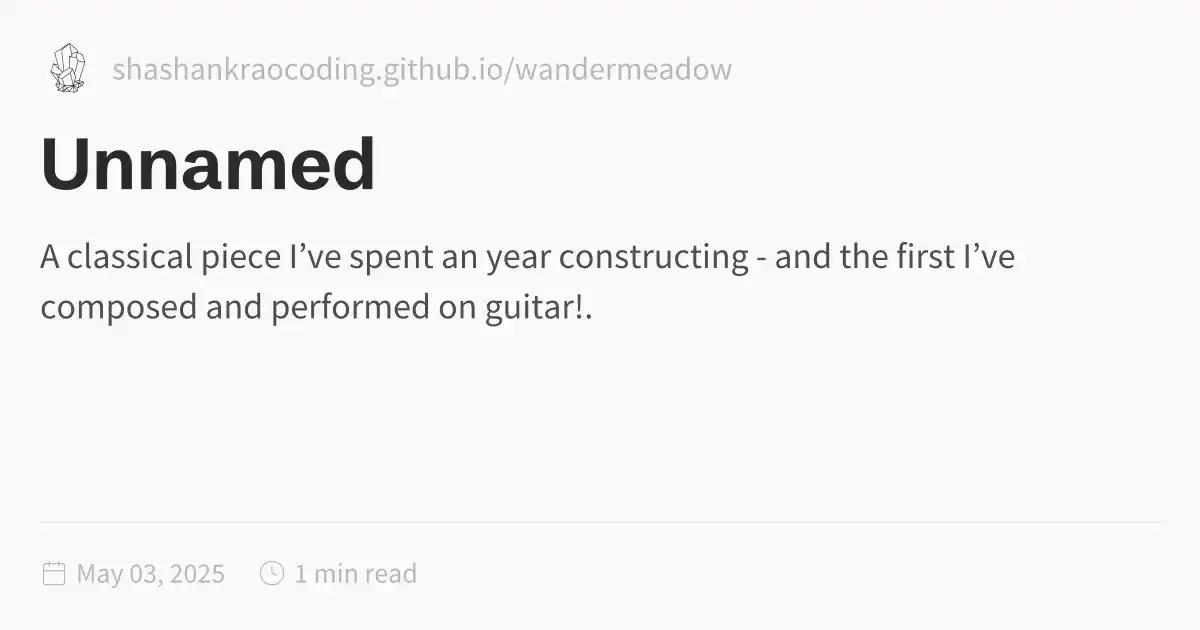 shashankraocoding.github.io/wandermeadow
Unnamed
A classical piece I’ve spent an year constructing - and the first I’ve
composed and performed on guitar!.
May 03, 2025 1 min read